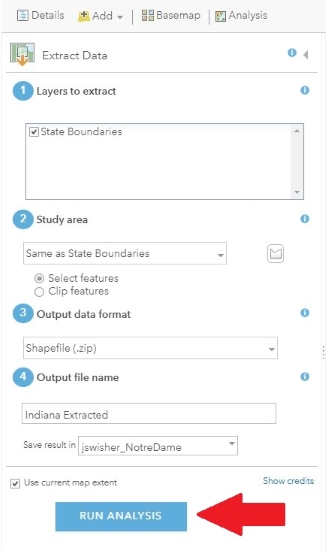 Details Add Basemap Analysis
Extract Data
1 Layers to extract
State Boundaries
2 Study area
Same as State Boundaries
Select features
Clip features
3 Output data format
Shapefile (.zip)
4 Output file name
Indiana Extracted
Save result in jswisher_NotreDame
Use current map extent Show credits
RUN ANALYSIS